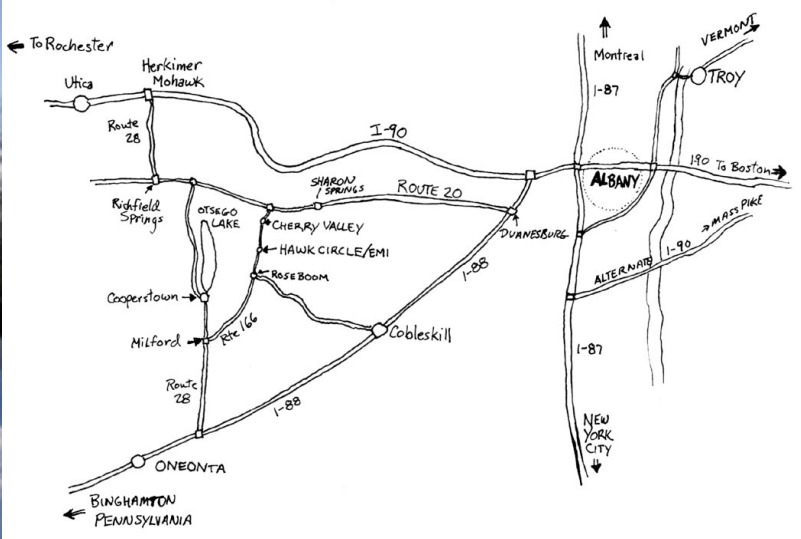 To Rochester
Utica
Herkimer
Mohawk
Route
28
I-90
Montreal
I-87
VERMONT
TROY
I90 To Boston
ALBANY
Richfield
Springs
OTSEGO
LAKE
SHARON
SPRINGS
ROUTE 20
CHERRY VALLEY
HAWK CIRCLE/EMI
ROSEBOOM
DUANESBURG
I-88
ALTERNATE I-90
MASS PIKE
Cooperstown
Milford
Rte 166
Cobleskill
I-87
Route
28
I-88
NEW
YORK
CITY
ONEONTA
BINGHAMTON
PENNSYLVANIA